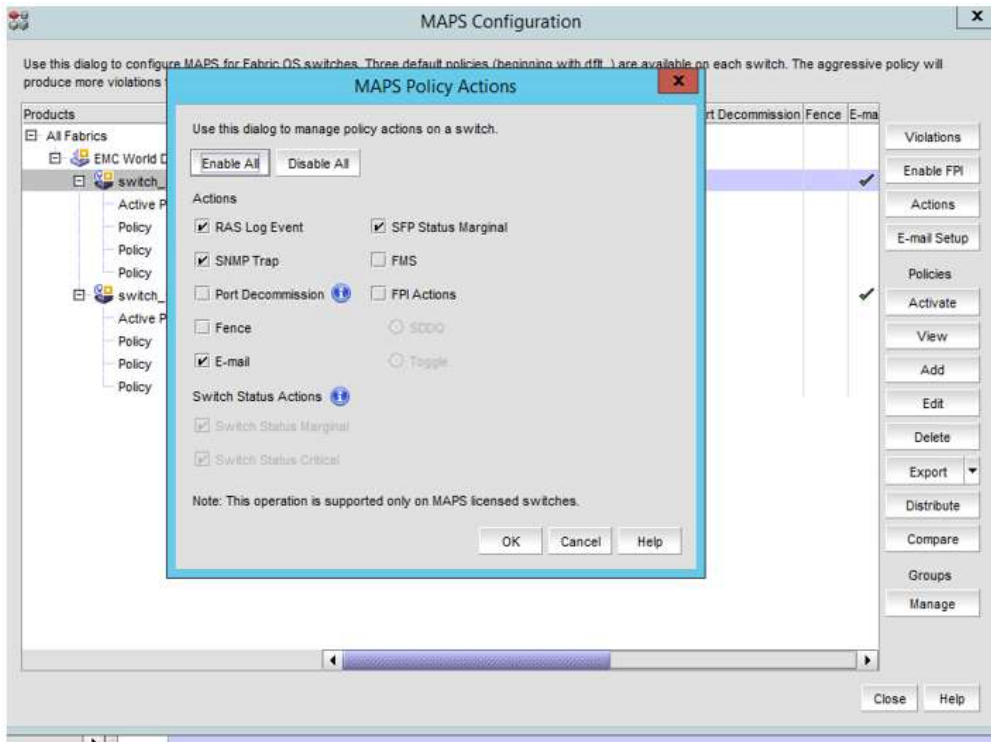 MAPS Configuration
Use this dialog to configure MAPS for Fabric OS switches. Three default policies (beginning with dflt_) are available on each switch. The aggressive policy will
produce more violations
MAPS Policy Actions
Products
rt Decommission Fence E-ma
All Fabrics
EMC World D
switch_
Active P
Policy
Policy
Policy
switch_
Active P
Policy
Policy
Policy
Use this dialog to manage policy actions on a switch.
Enable All Disable All
Actions
RAS Log Event SFP Status Marginal
SNMP Trap FMS
Port Decommission FPI Actions
Fence SDDQ
E-mail Toggle
Switch Status Actions
Switch Status Marginal
Switch Status Critical
Note: This operation is supported only on MAPS licensed switches.
OK Cancel Help
Violations
Enable FPI
Actions
E-mail Setup
Policies
Activate
View
Add
Edit
Delete
Export
Distribute
Compare
Groups
Manage
Close Help